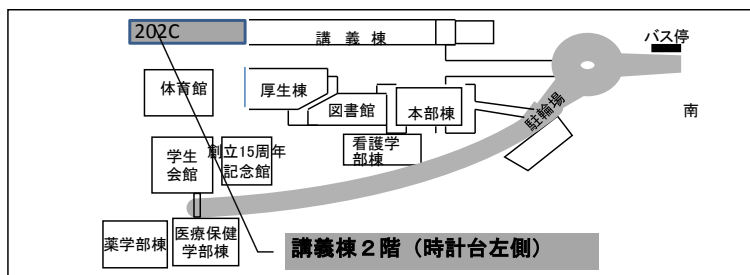 202C
講 義 棟
バス停
体育館
厚生棟
図書館
本部棟
駐輪場
南
看護学
部棟
学生
会館
創立15周年
記念館
薬学部棟
医療保健
学部棟
講義棟２階（時計台左側）